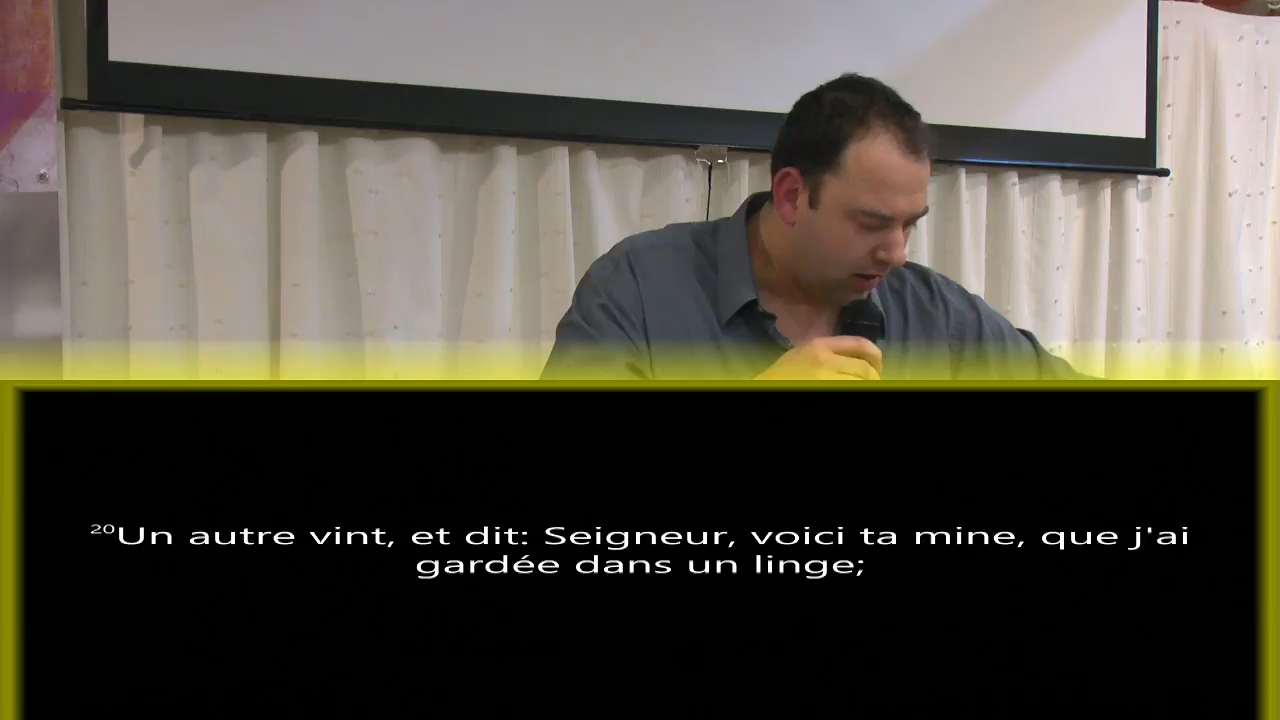 ²⁰Un autre vint, et dit: Seigneur, voici ta mine, que j'ai
gardée dans un linge;